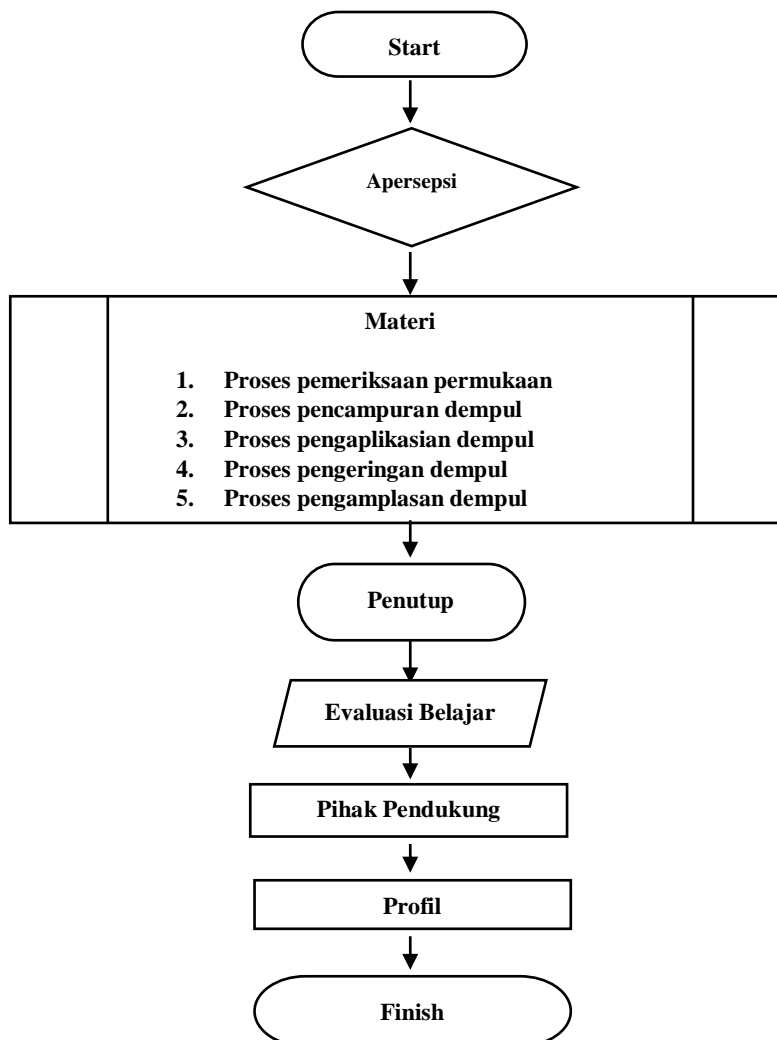 Start
Apersepsi
Materi
1. Proses pemeriksaan permukaan
2. Proses pencampuran dempul
3. Proses pengaplikasian dempul
4. Proses pengeringan dempul
5. Proses pengamplasan dempul
Penutup
Evaluasi Belajar
Pihak Pendukung
Profil
Finish